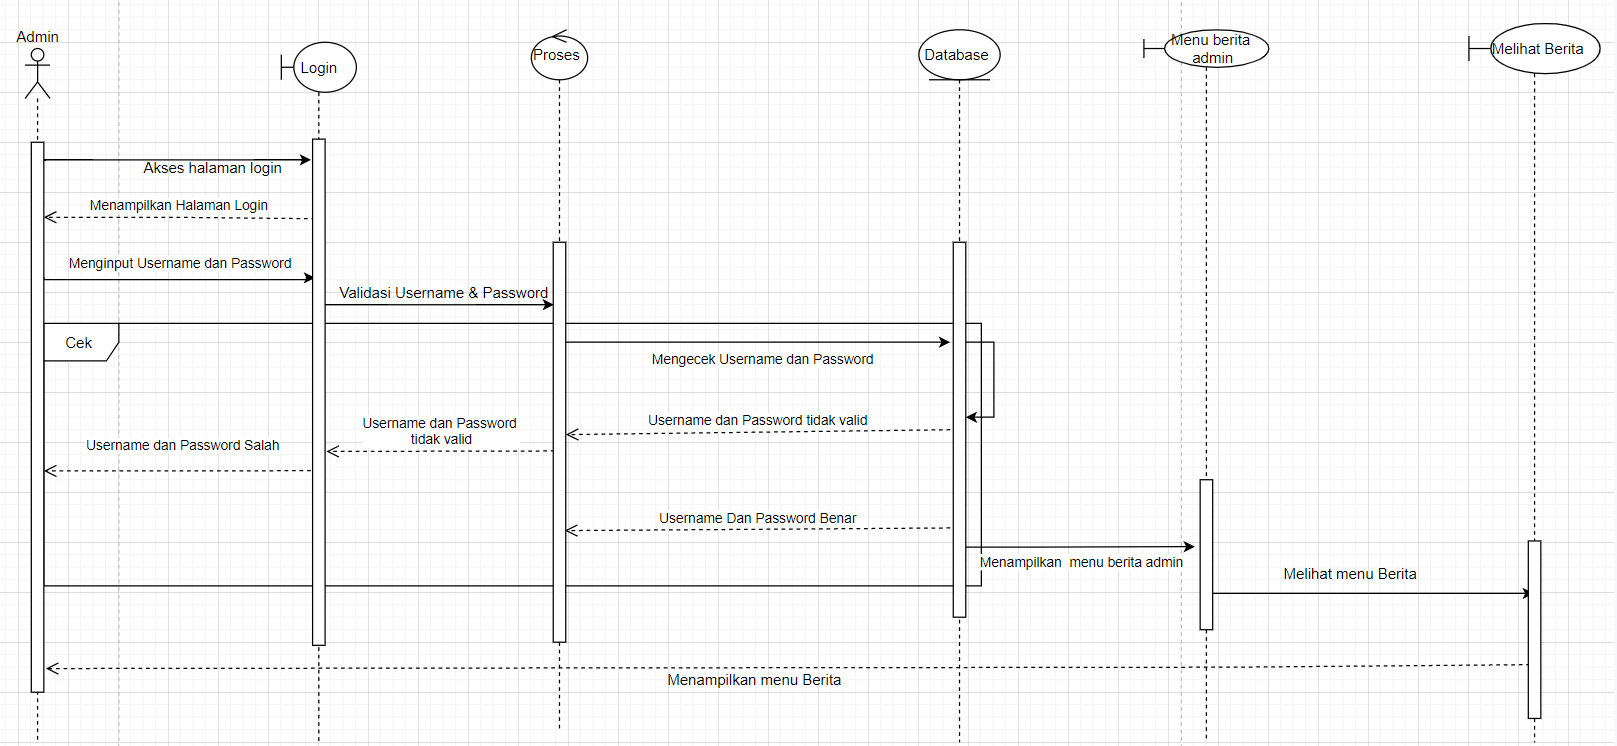 Admin
Login
Proses
Database
Menu berita
admin
Melihat Berita
Akses halaman login
Menampilkan Halaman Login
Menginput Username dan Password
Validasi Username & Password
Cek
Mengecek Username dan Password
Username dan Password tidak valid
Username dan Password
tidak valid
Username dan Password Salah
Username Dan Password Benar
Menampilkan  menu berita admin
Melihat menu Berita
Menampilkan menu Berita